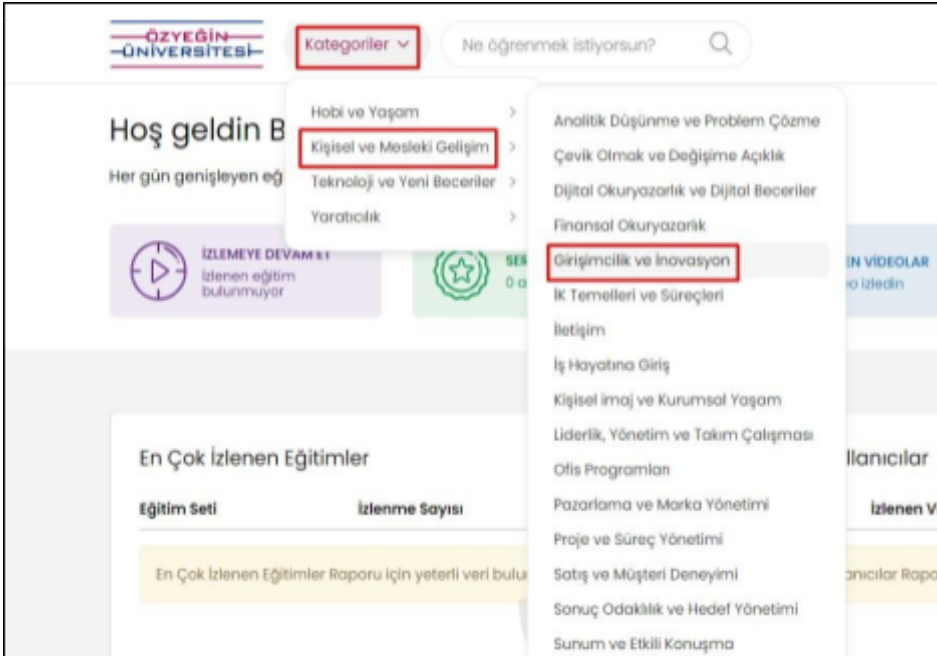 ÖZYEĞİN
ÜNİVERSİTESİ
Kategoriler
Ne öğrenmek istiyorsun?
Hoş geldin B
Her gün genişleyen eğ
Hobi ve Yaşam
Kişisel ve Mesleki Gelişim
Teknoloji ve Yeni Beceriler
Yaratıcılık
Analitik Düşünme ve Problem Çözme
Çevik Olmak ve Değişime Açıklık
Dijital Okuryazarlık ve Dijital Beceriler
Finansal Okuryazarlık
Girişimcilik ve İnovasyon
İK Temelleri ve Süreçleri
İletişim
İş Hayatına Giriş
Kişisel imaj ve Kurumsal Yaşam
Liderlik, Yönetim ve Takım Çalışması
Ofis Programları
Pazarlama ve Marka Yönetimi
Proje ve Süreç Yönetimi
Satış ve Müşteri Deneyimi
Sonuç Odaklılık ve Hedef Yönetimi
Sunum ve Etkili Konuşma
İZLEMEYE DEVAM ET
İzlenen eğitim
bulunmuyor
SER
0 a
EN VİDEOLAR
eo izledin
En Çok İzlenen Eğitimler
Eğitim Seti
İzlenme Sayısı
En Çok İzlenen Eğitimler Raporu için yeterli veri bulu
llanıcılar
İzlenen V
anıcılar Rapo